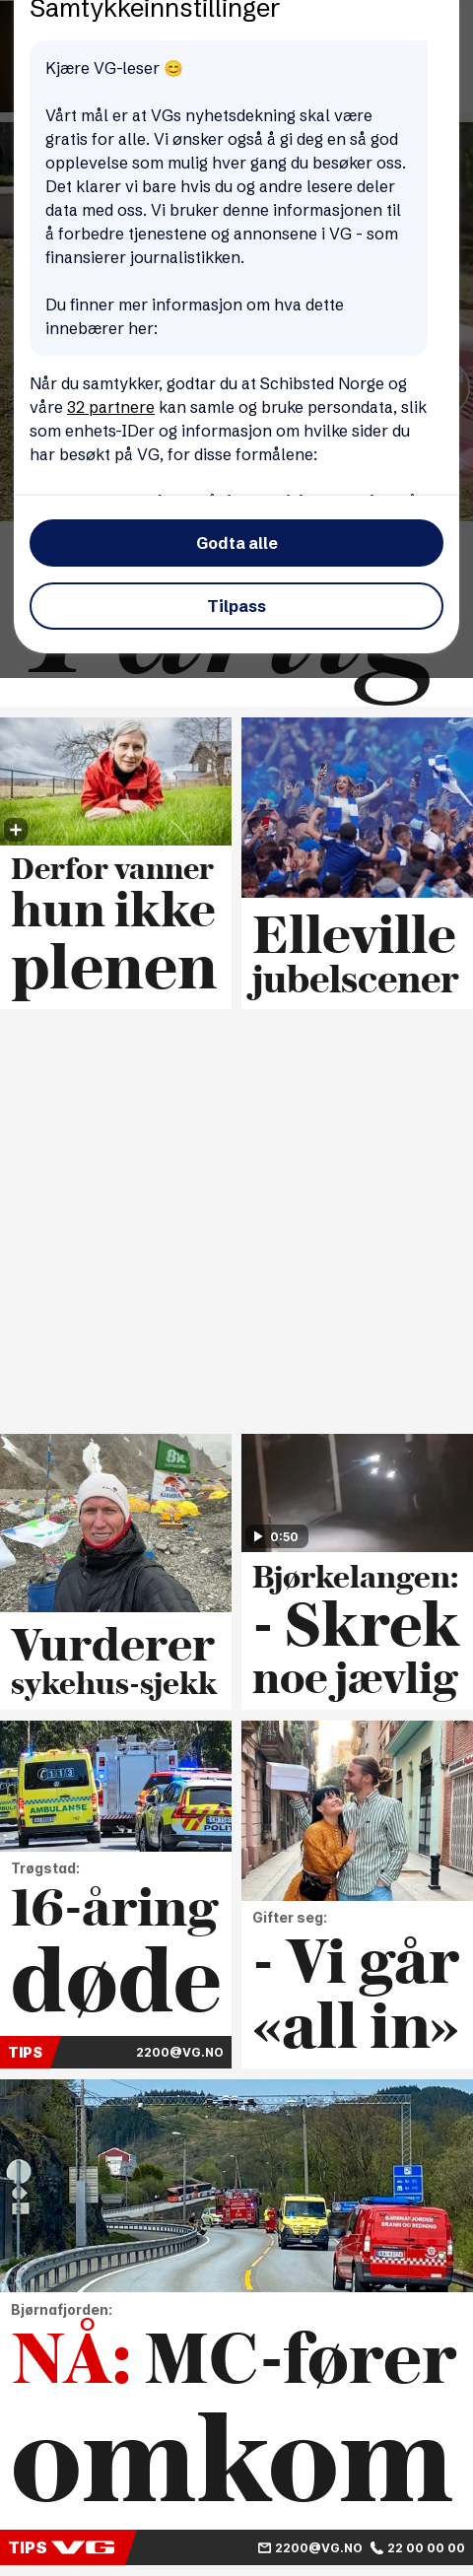 Samtykkeinnstillinger
Kjære VG-leser 😊
Vårt mål er at VGs nyhetsdekning skal være
gratis for alle. Vi ønsker også å gi deg en så god
opplevelse som mulig hver gang du besøker oss.
Det klarer vi bare hvis du og andre lesere deler
data med oss. Vi bruker denne informasjonen til
å forbedre tjenestene og annonsene i VG - som
finansierer journalistikken.
Du finner mer informasjon om hva dette
innebærer her:
Når du samtykker, godtar du at Schibsted Norge og
våre 32 partnere kan samle og bruke persondata, slik
som enhets-IDer og informasjon om hvilke sider du
har besøkt på VG, for disse formålene:
Godta alle
Tilpass
Derfor vanner
hun ikke
plenen
Elleville
jubelscener
Vurderer
sykehus-sjekk
0:50
Bjørkelangen:
- Skrek
noe jævlig
113
AMBULANSE
POLITI
Trøgstad:
16-åring
døde
TIPS 2200@VG.NO
Gifter seg:
- Vi går
«all in»
BJØRNAFJORDEN
BRANN OG REDNING
Bjørnafjorden:
NÅ: MC-fører
omkom
TIPS VG 2200@VG.NO 22 00 00 00